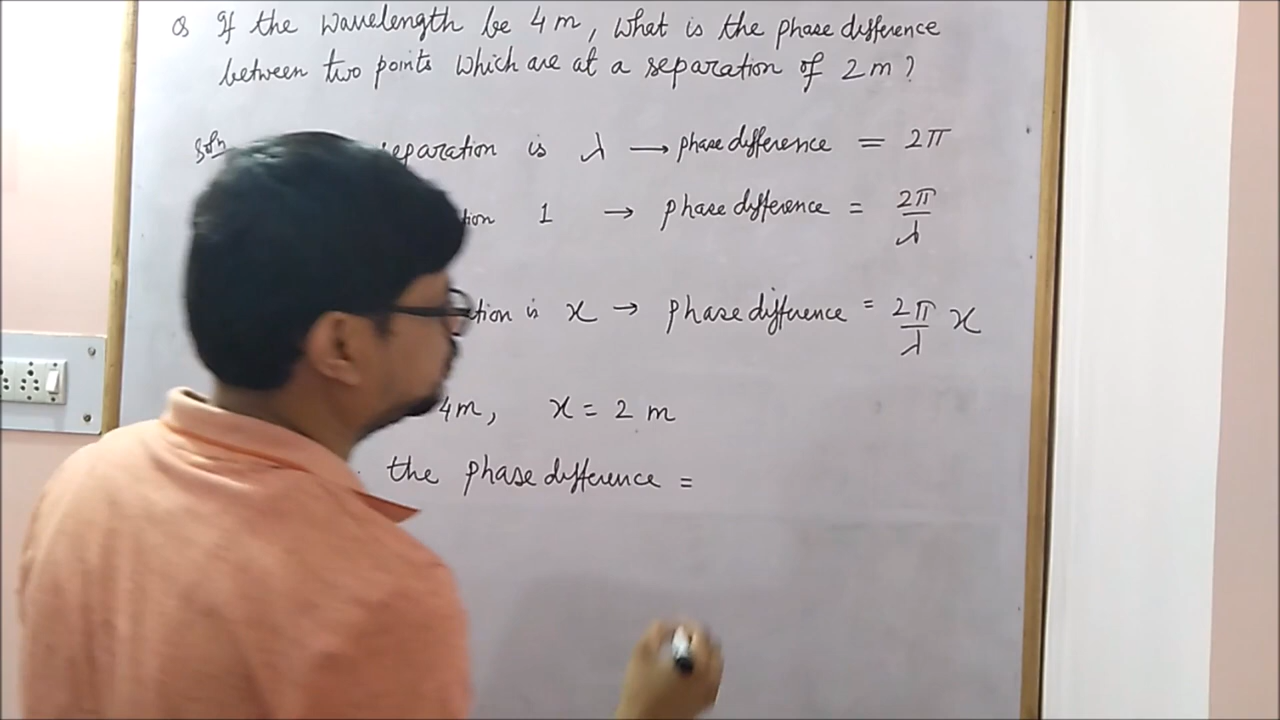 Q If the wavelength be 4 m, What is the phase difference
between two points which are at a separation of 2 m ?
Soln separation is λ → phase difference = 2π
1 → phase difference = 2π/λ
is x → phase difference = 2π/λ x
4m, x = 2 m
the phase difference =